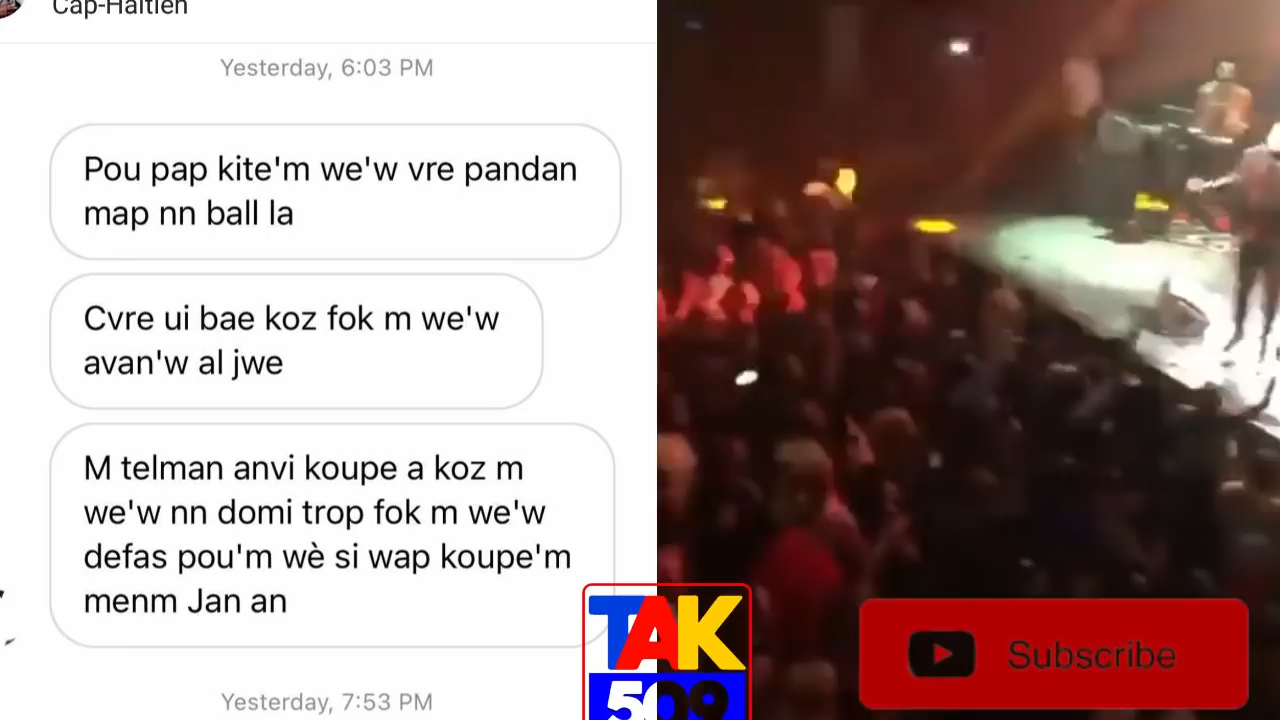 Cap-Haïtien
Yesterday, 6:03 PM
Pou pap kite'm we'w vre pandan
map nn ball la
Cvre ui bae koz fok m we'w
avan'w al jwe
M telman anvi koupe a koz m
we'w nn domi trop fok m we'w
defas pou'm wè si wap koupe'm
menm Jan an
Yesterday, 7:53 PM
TAK
509
Subscribe